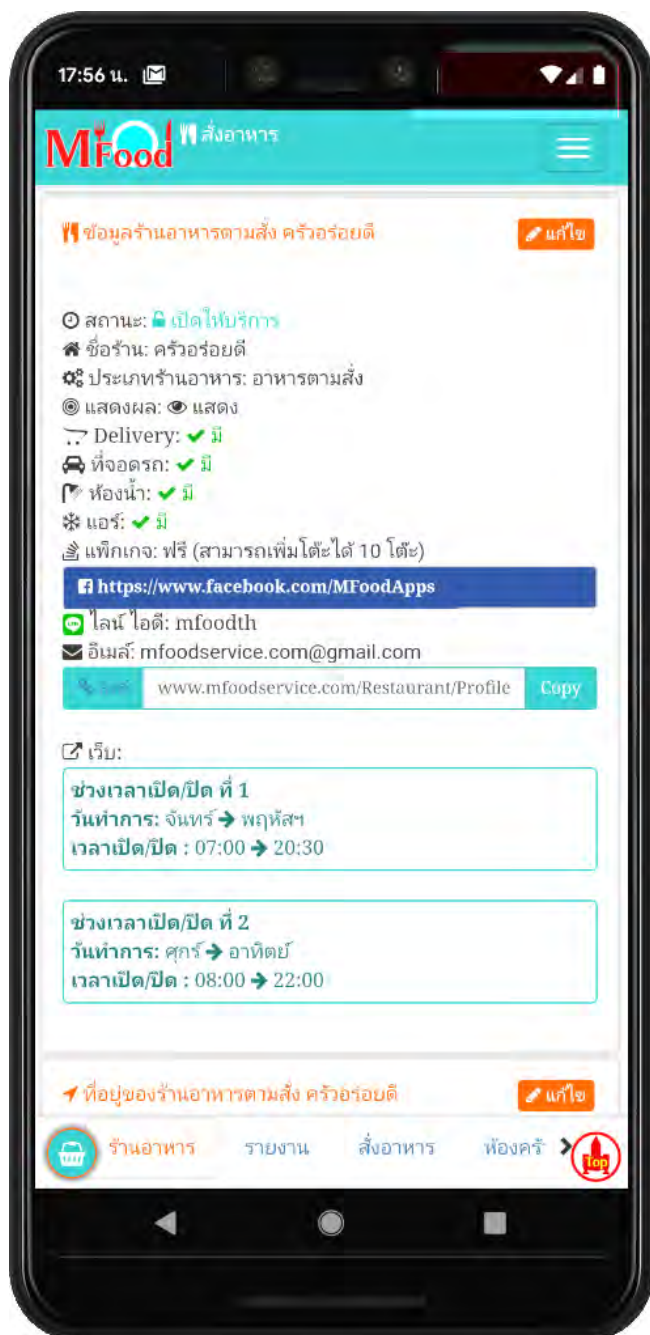 17:56 น.
MFood สั่งอาหาร
ข้อมูลร้านอาหารตามสั่ง ครัวอร่อยดี แก้ไข
สถานะ: เปิดให้บริการ
ชื่อร้าน: ครัวอร่อยดี
ประเภทร้านอาหาร: อาหารตามสั่ง
แสดงผล: แสดง
Delivery: มี
ที่จอดรถ: มี
ห้องน้ำ: มี
แอร์: มี
แพ็กเกจ: ฟรี (สามารถเพิ่มโต๊ะได้ 10 โต๊ะ)
https://www.facebook.com/MFoodApps
ไลน์ ไอดี: mfoodth
อีเมล์: mfoodservice.com@gmail.com
www.mfoodservice.com/Restaurant/Profile Copy
เว็บ:
ช่วงเวลาเปิด/ปิด ที่ 1
วันทำการ: จันทร์ ➔ พฤหัสฯ
เวลาเปิด/ปิด : 07:00 ➔ 20:30
ช่วงเวลาเปิด/ปิด ที่ 2
วันทำการ: ศุกร์ ➔ อาทิตย์
เวลาเปิด/ปิด : 08:00 ➔ 22:00
ที่อยู่ของร้านอาหารตามสั่ง ครัวอร่อยดี แก้ไข
ร้านอาหาร รายงาน สั่งอาหาร ห้องครั Top